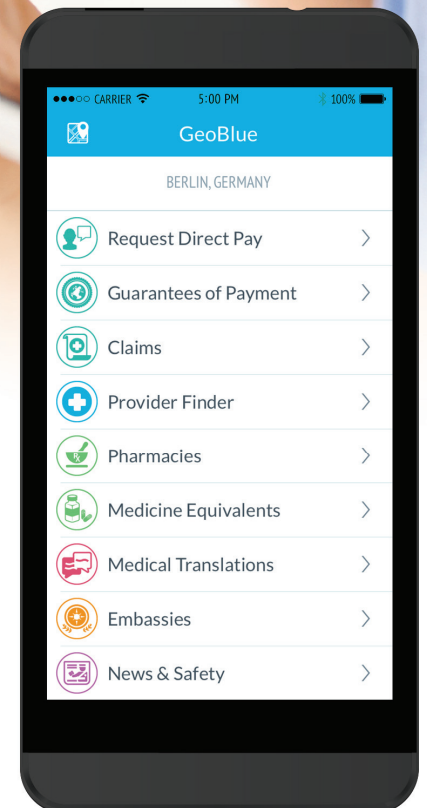 CARRIER 5:00 PM 100%
GeoBlue
BERLIN, GERMANY
Request Direct Pay
Guarantees of Payment
Claims
Provider Finder
Pharmacies
Medicine Equivalents
Medical Translations
Embassies
News & Safety